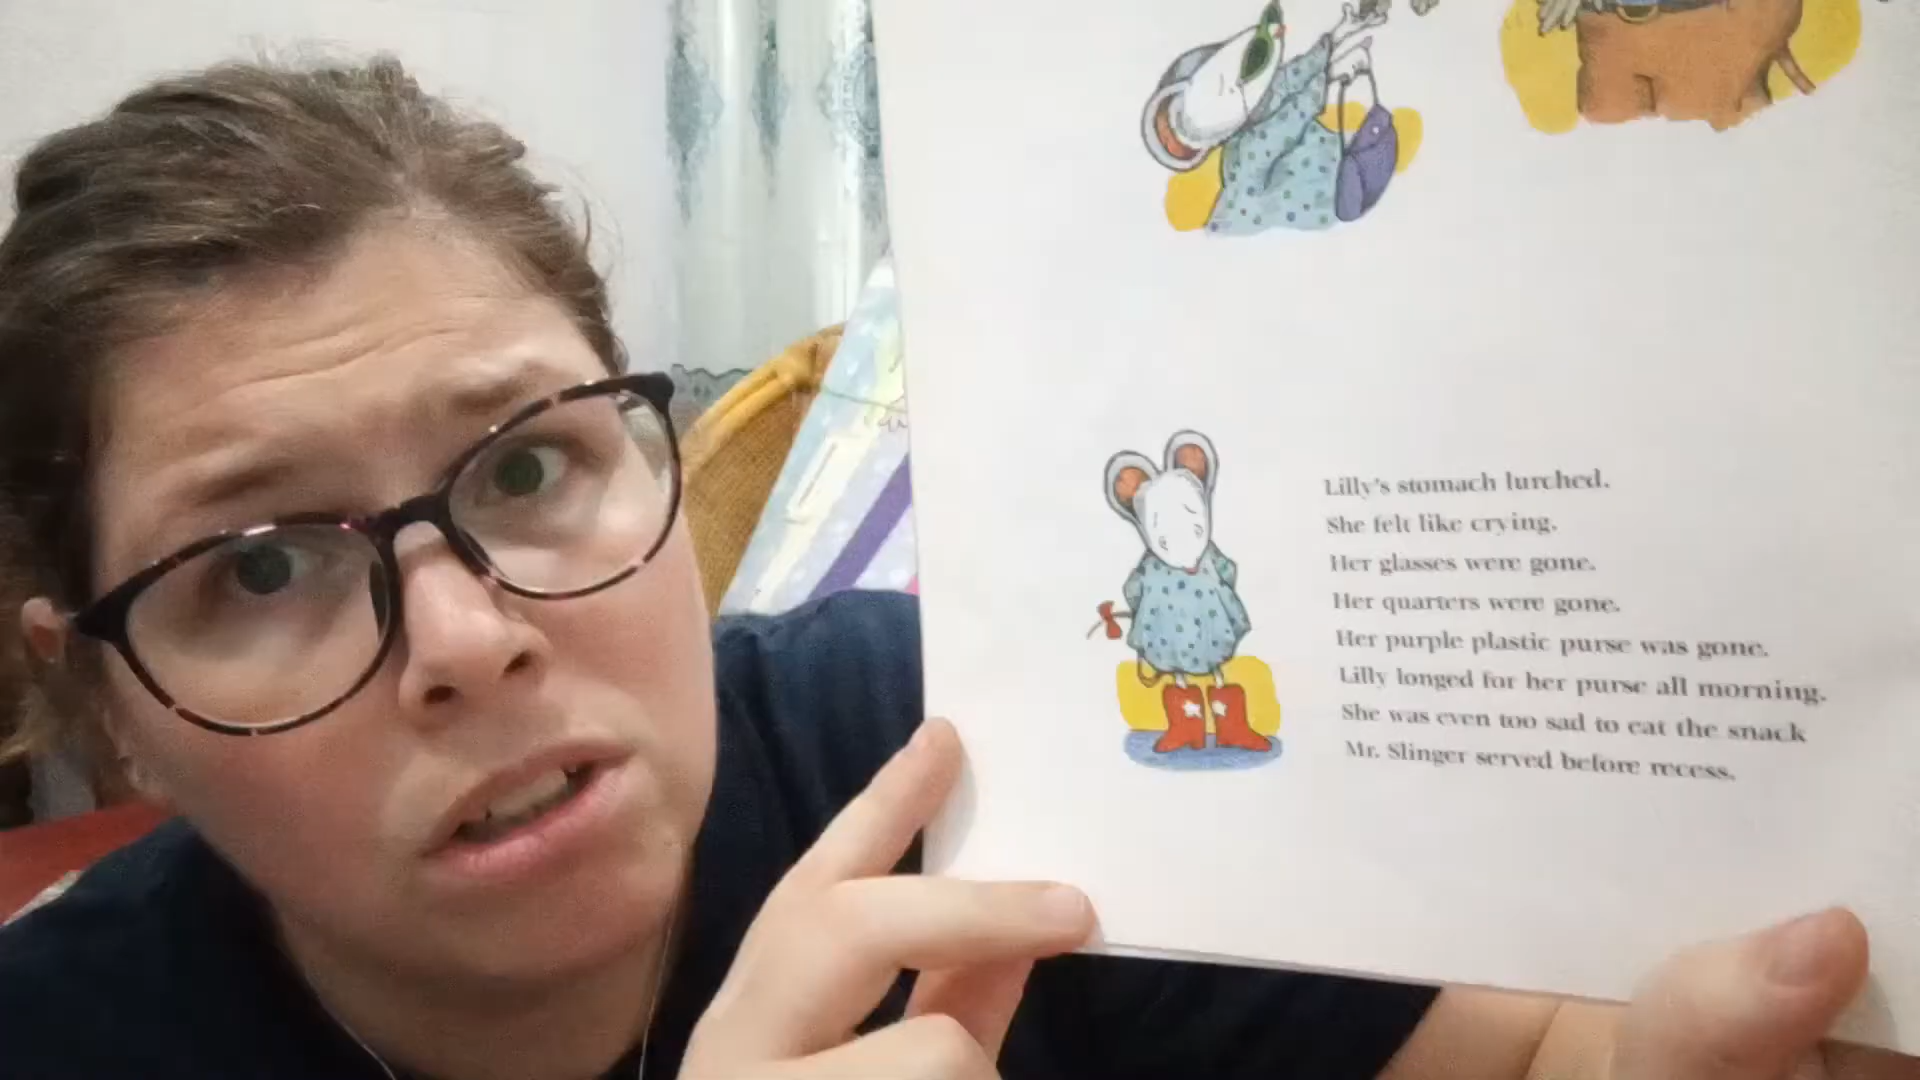 Lilly's stomach lurched.
She felt like crying.
Her glasses were gone.
Her quarters were gone.
Her purple plastic purse was gone.
Lilly longed for her purse all morning.
She was even too sad to eat the snack
Mr. Slinger served before recess.